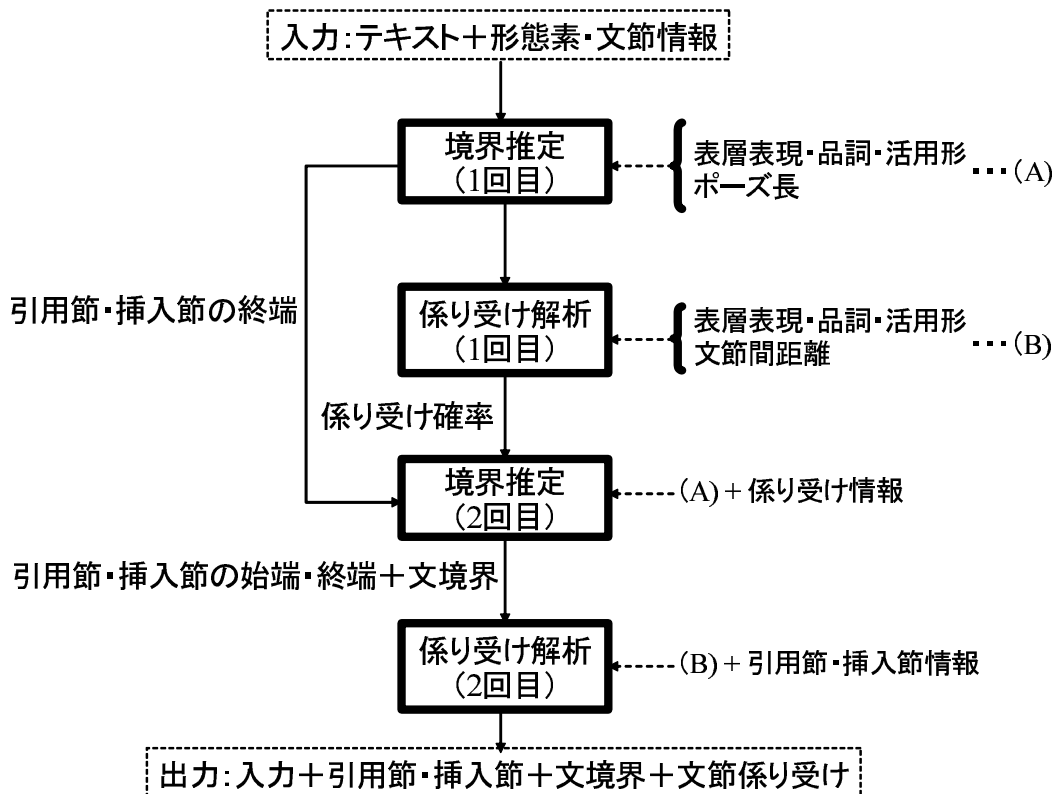 入力:テキスト＋形態素・文節情報
境界推定
(1回目)
表層表現・品詞・活用形
ポーズ長
・・・(A)
引用節・挿入節の終端
係り受け解析
(1回目)
表層表現・品詞・活用形
文節間距離
・・・(B)
係り受け確率
境界推定
(2回目)
(A) + 係り受け情報
引用節・挿入節の始端・終端＋文境界
係り受け解析
(2回目)
(B) + 引用節・挿入節情報
出力:入力＋引用節・挿入節＋文境界＋文節係り受け